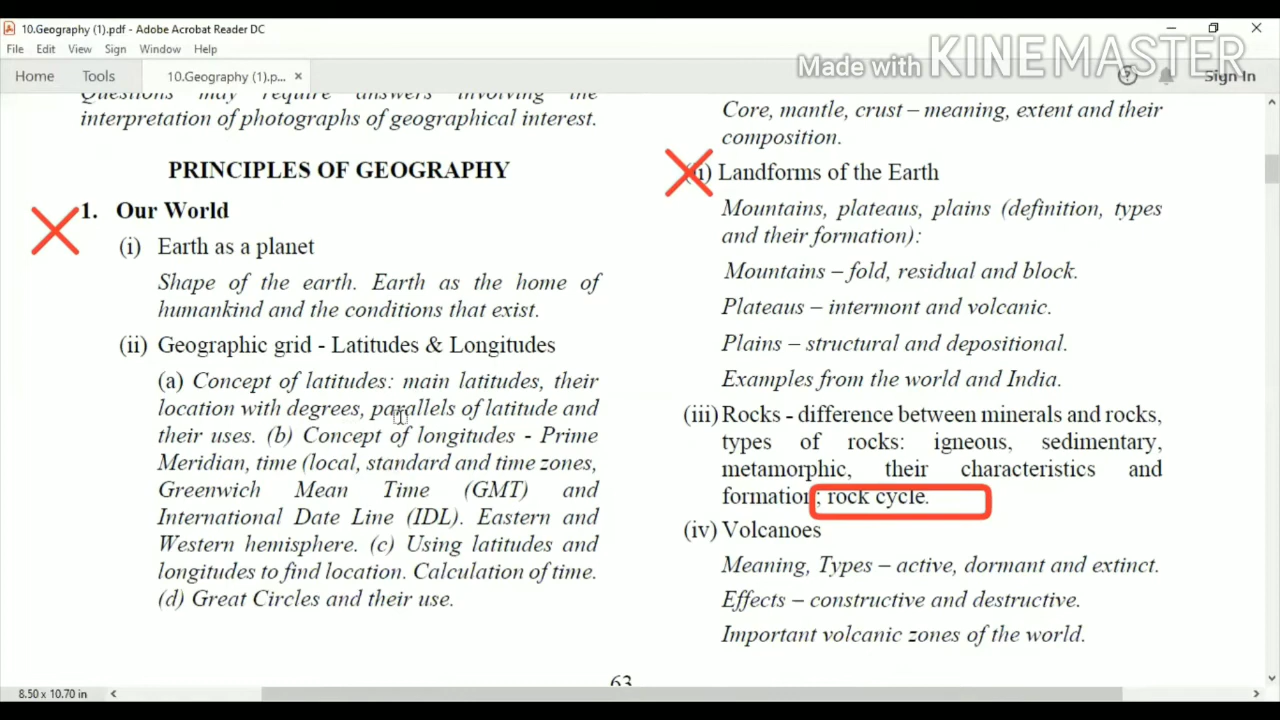 10.Geography (1).pdf - Adobe Acrobat Reader DC
File Edit View Sign Window Help
Made with KINEMASTER
Home Tools 10.Geography (1).p... × Sign In
Questions may require answers involving the
interpretation of photographs of geographical interest.
PRINCIPLES OF GEOGRAPHY
1. Our World
(i) Earth as a planet
Shape of the earth. Earth as the home of
humankind and the conditions that exist.
(ii) Geographic grid - Latitudes & Longitudes
(a) Concept of latitudes: main latitudes, their
location with degrees, parallels of latitude and
their uses. (b) Concept of longitudes - Prime
Meridian, time (local, standard and time zones,
Greenwich Mean Time (GMT) and
International Date Line (IDL). Eastern and
Western hemisphere. (c) Using latitudes and
longitudes to find location. Calculation of time.
(d) Great Circles and their use.
Core, mantle, crust – meaning, extent and their
composition.
(ii) Landforms of the Earth
Mountains, plateaus, plains (definition, types
and their formation):
Mountains – fold, residual and block.
Plateaus – intermont and volcanic.
Plains – structural and depositional.
Examples from the world and India.
(iii) Rocks - difference between minerals and rocks,
types of rocks: igneous, sedimentary,
metamorphic, their characteristics and
formation; rock cycle.
(iv) Volcanoes
Meaning, Types – active, dormant and extinct.
Effects – constructive and destructive.
Important volcanic zones of the world.
63
8.50 x 10.70 in